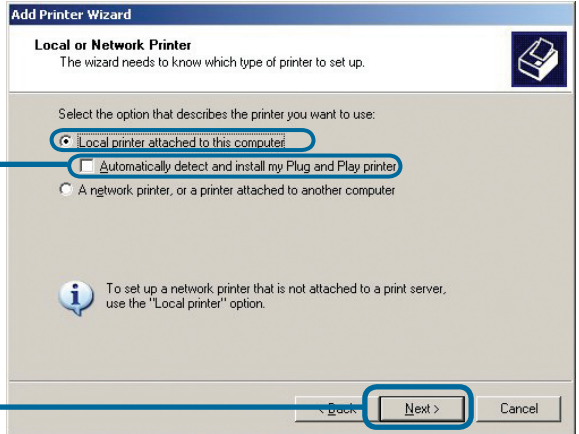 Add Printer Wizard
Local or Network Printer
The wizard needs to know which type of printer to set up.
Select the option that describes the printer you want to use:
Local printer attached to this computer
Automatically detect and install my Plug and Play printer
A network printer, or a printer attached to another computer
To set up a network printer that is not attached to a print server,
use the "Local printer" option.
< Back
Next >
Cancel